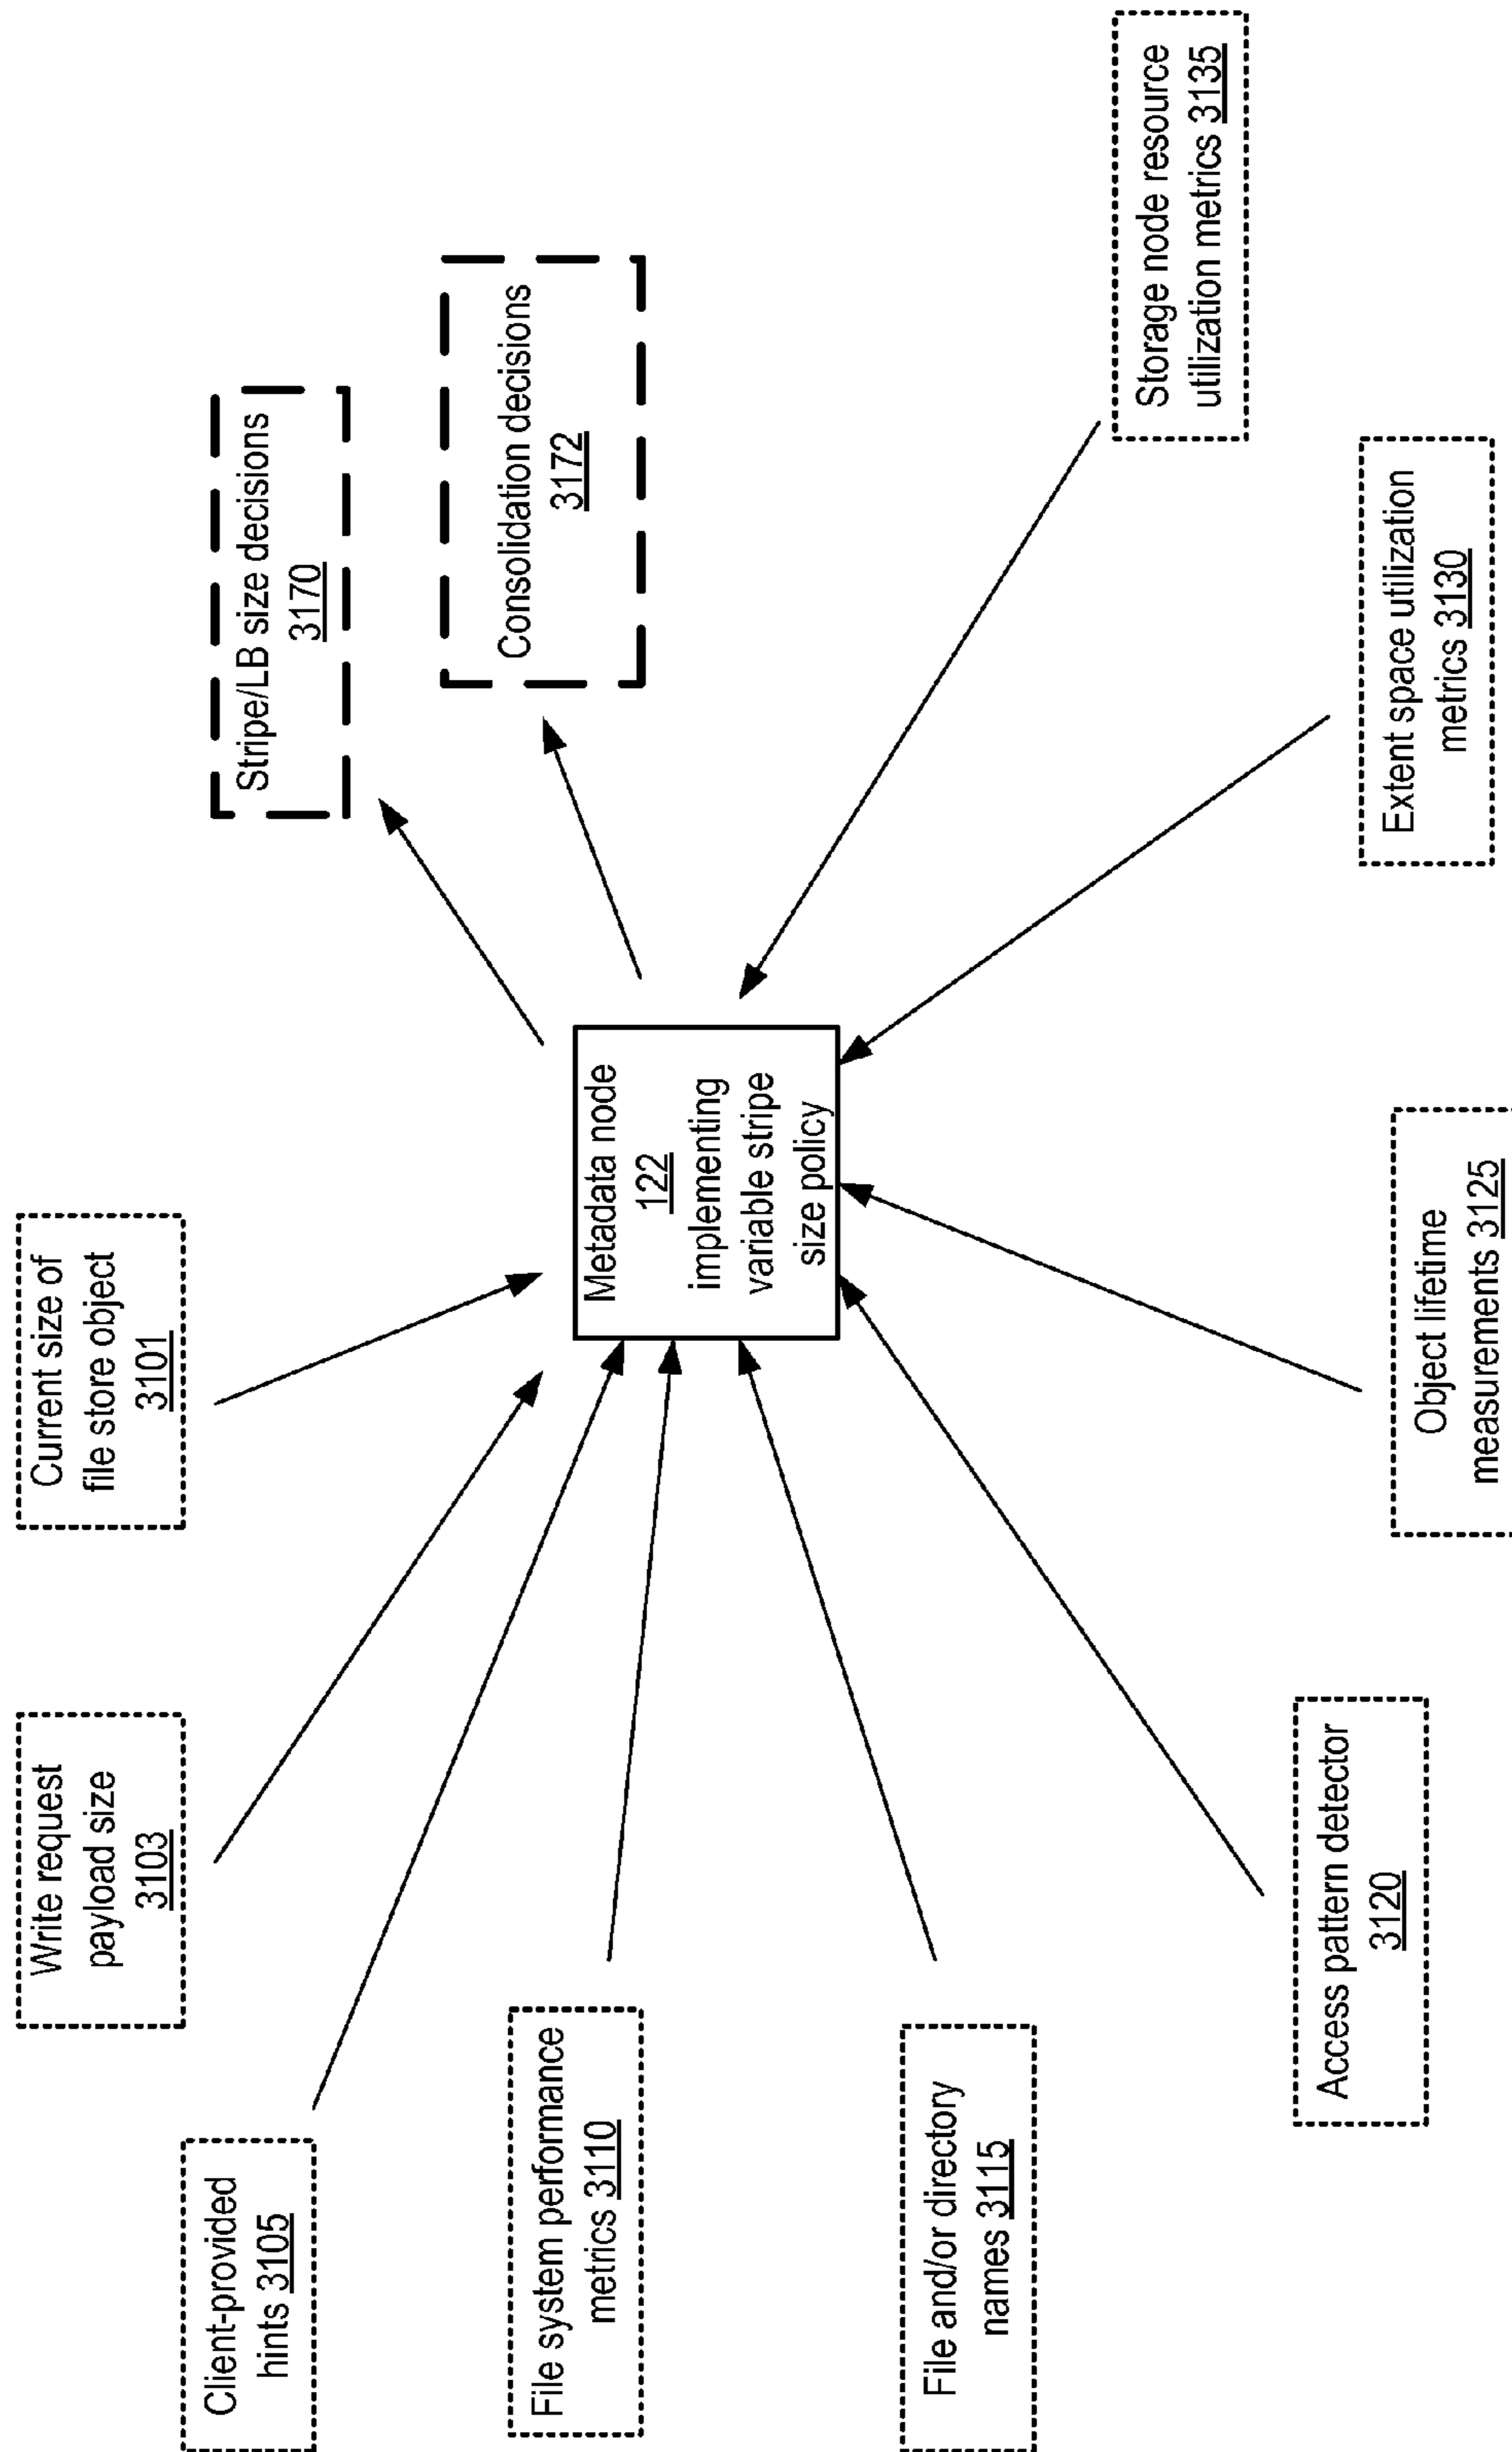 Current size of
file store object
3101
Write request
payload size
3103
Client-provided
hints 3105
File system performance
metrics 3110
File and/or directory
names 3115
Access pattern detector
3120
Object lifetime
measurements 3125
Extent space utilization
metrics 3130
Storage node resource
utilization metrics 3135
Metadata node
122
implementing
variable stripe
size policy
Stripe/LB size decisions
3170
Consolidation decisions
3172